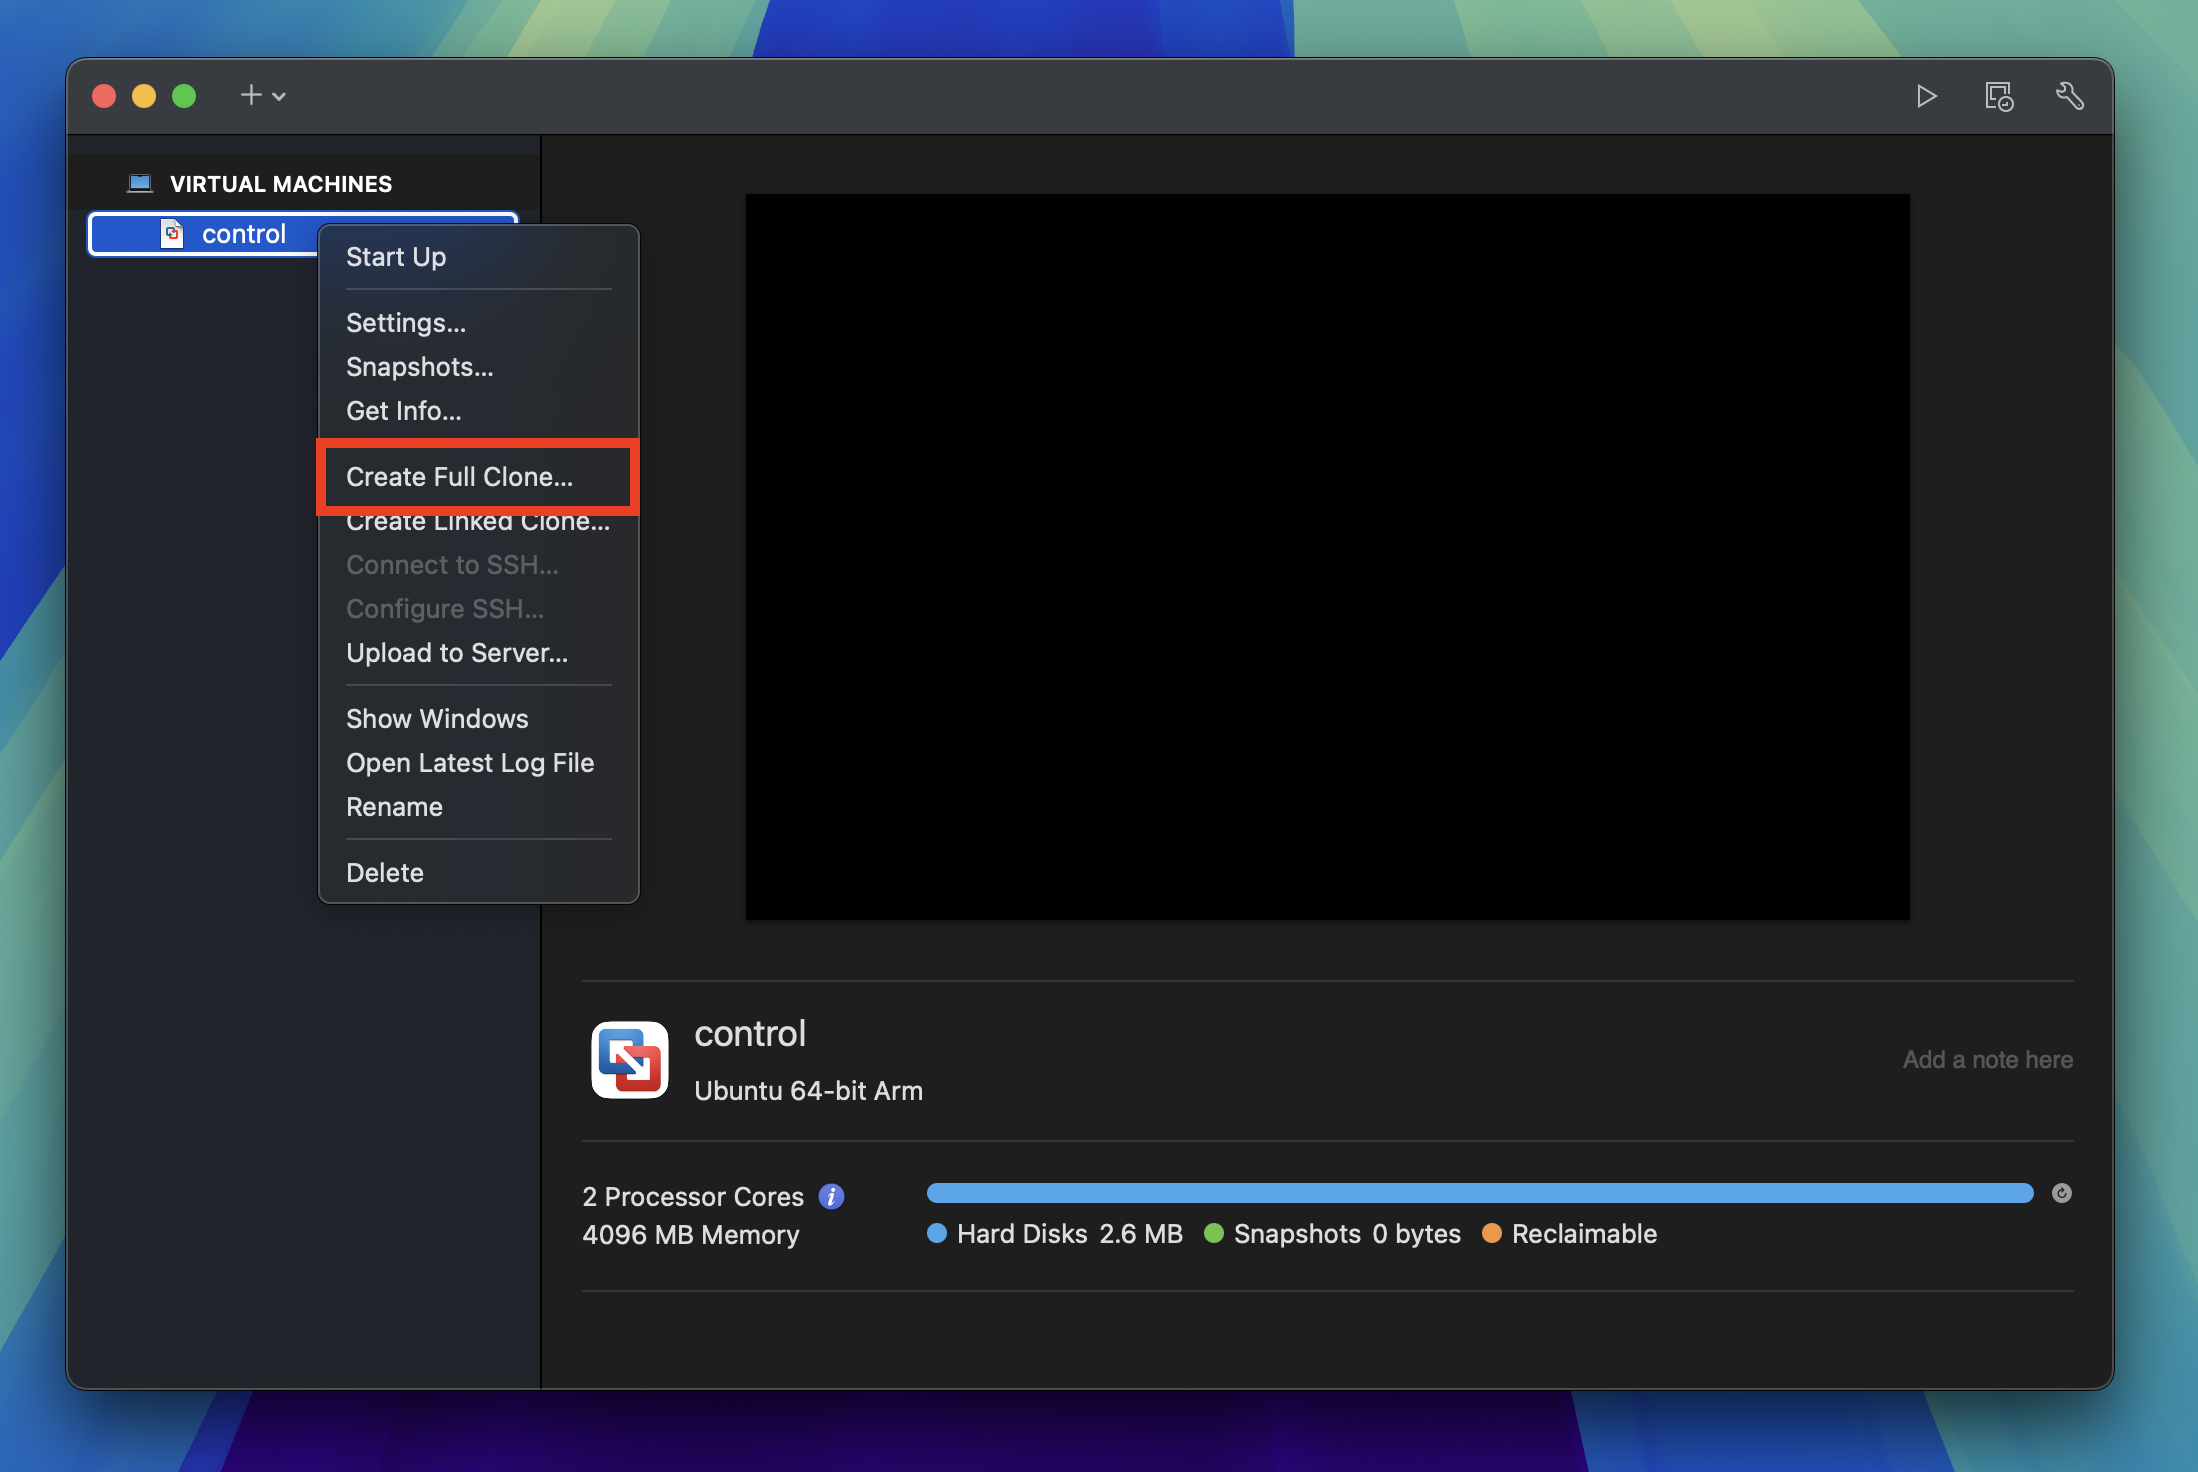 VIRTUAL MACHINES
control
Start Up
Settings...
Snapshots...
Get Info...
Create Full Clone...
Create Linked Clone...
Connect to SSH...
Configure SSH...
Upload to Server...
Show Windows
Open Latest Log File
Rename
Delete
control
Ubuntu 64-bit Arm
Add a note here
2 Processor Cores
4096 MB Memory
Hard Disks 2.6 MB Snapshots 0 bytes Reclaimable